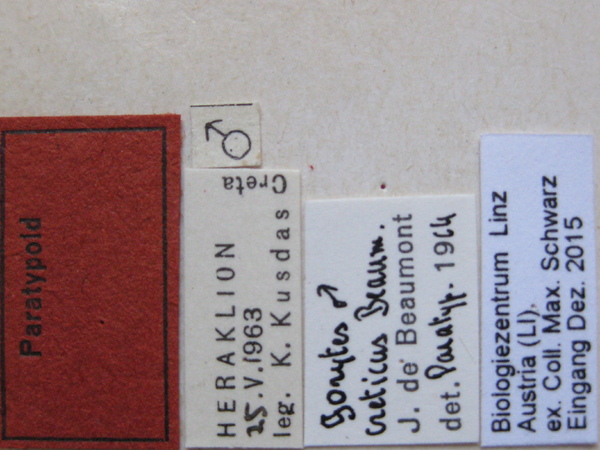 Paratypoid
♂
Creta
HERAKLION
25.V.1963
leg. K. Kusdas
Gorytes ♂
creticus Beaum.
J. de Beaumont
det. Paratyp. 1964
Biologiezentrum Linz
Austria (LI),
ex. Coll. Max. Schwarz
Eingang Dez. 2015